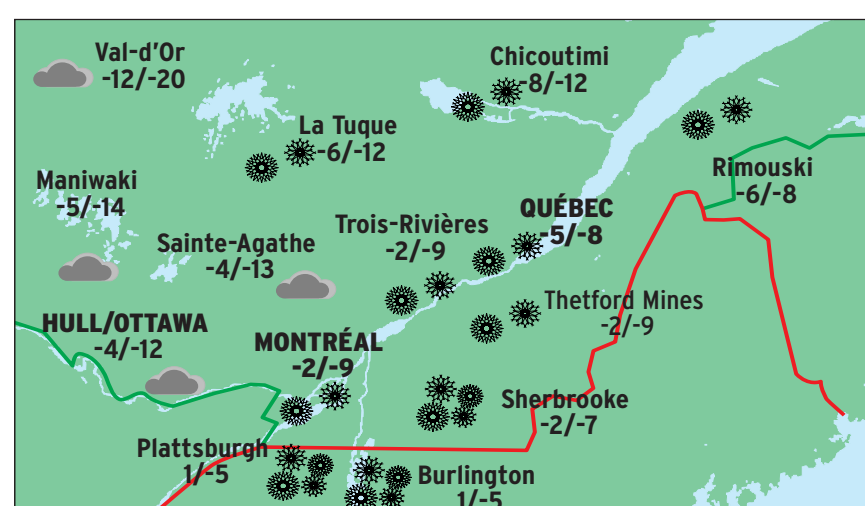 Val-d'Or
-12/-20
Chicoutimi
-8/-12
La Tuque
-6/-12
Rimouski
-6/-8
Maniwaki
-5/-14
QUÉBEC
-5/-8
Trois-Rivières
-2/-9
Sainte-Agathe
-4/-13
Thetford Mines
-2/-9
HULL/OTTAWA
-4/-12
MONTRÉAL
-2/-9
Sherbrooke
-2/-7
Plattsburgh
1/-5
Burlington
1/-5